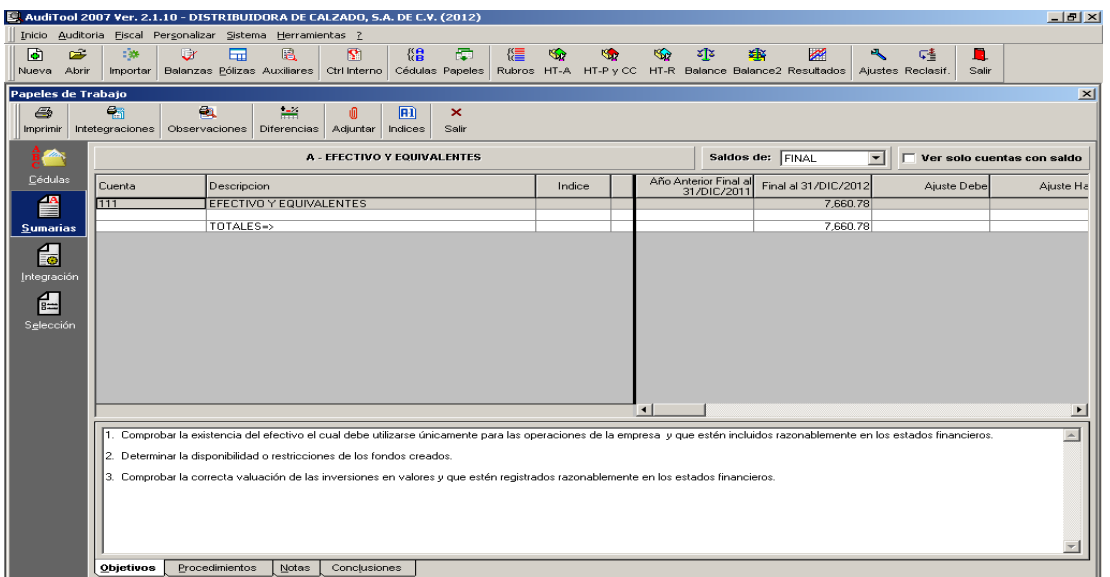 AudiTool 2007 Ver. 2.1.10 - DISTRIBUIDORA DE CALZADO, S.A. DE C.V. (2012)
Inicio Auditoria Fiscal Personalizar Sistema Herramientas ?
Nueva Abrir Importar Balanzas Pólizas Auxiliares Ctrl Interno Cédulas Papeles Rubros HT-A HT-P y CC HT-R Balance Balance2 Resultados Ajustes Reclasif. Salir
Papeles de Trabajo
Imprimir Intetegraciones Observaciones Diferencias Adjuntar Indices Salir
Cédulas
Sumarias
Integración
Selección
A - EFECTIVO Y EQUIVALENTES Saldos de: FINAL Ver solo cuentas con saldo
Cuenta Descripcion Indice Año Anterior Final al 31/DIC/2011 Final al 31/DIC/2012 Ajuste Debe Ajuste Ha
111 EFECTIVO Y EQUIVALENTES 7,660.78
TOTALES=> 7,660.78
1. Comprobar la existencia del efectivo el cual debe utilizarse únicamente para las operaciones de la empresa y que estén incluidos razonablemente en los estados financieros.
2. Determinar la disponibilidad o restricciones de los fondos creados.
3. Comprobar la correcta valuación de las inversiones en valores y que estén registrados razonablemente en los estados financieros.
Objetivos Procedimientos Notas Conclusiones